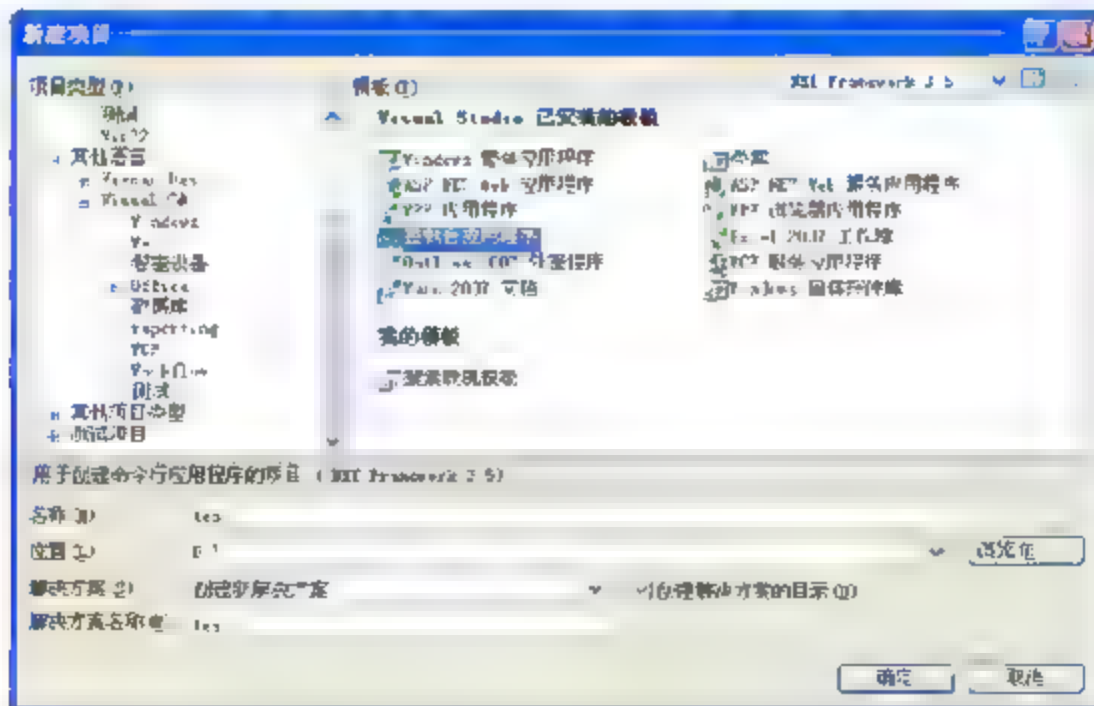 新建项目
项目类型(P)
模板(T)
.NET Framework 3.5
Visual Studio 已安装的模板
其他语言
Visual Bas
Visual C#
Windows
智能设备
Office
数据库
Reporting
WCF
Workflow
测试
其他项目类型
测试项目
Windows 窗体应用程序
类库
ASP.NET Web 应用程序
ASP.NET Web 服务应用程序
WPF 应用程序
WPF 浏览器应用程序
控制台应用程序
Excel 2007 工作簿
Outlook 2007 外接程序
WCF 服务应用程序
Word 2007 文档
Windows 窗体控件库
我的模板
搜索联机模板
用于创建命令行应用程序的项目 (.NET Framework 3.5)
名称(N)
位置(L)
浏览(B)
解决方案(S)
创建新解决方案
创建解决方案的目录(D)
解决方案名称(M)
确定
取消